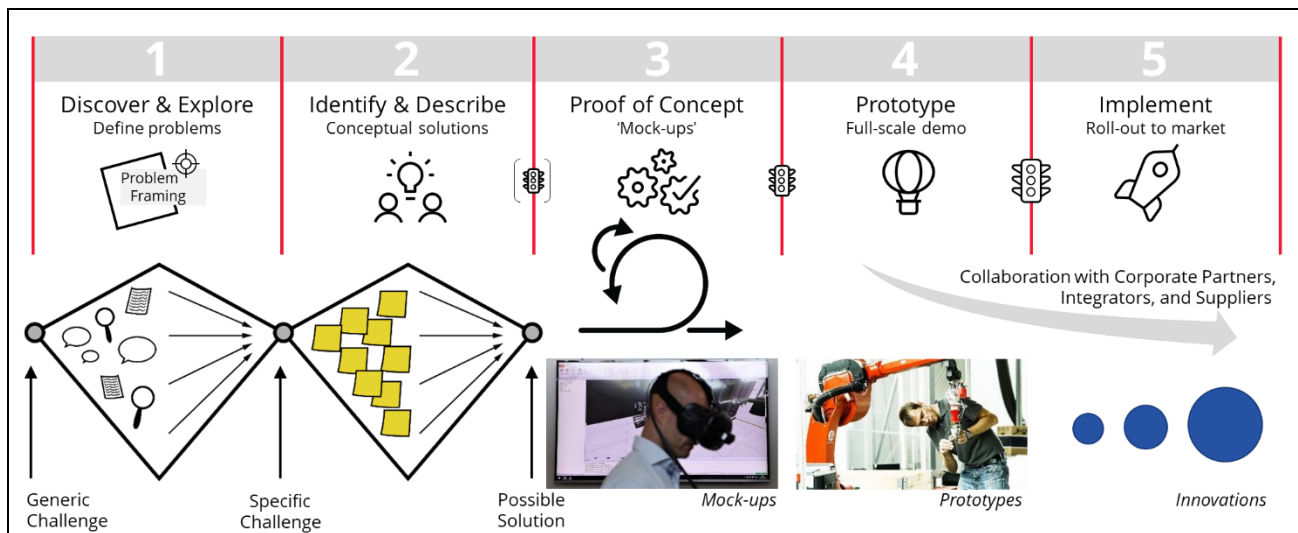 1
2
3
4
5
Discover & Explore
Define problems
Identify & Describe
Conceptual solutions
Proof of Concept
‘Mock-ups’
Prototype
Full-scale demo
Implement
Roll-out to market
Problem
Framing
Collaboration with Corporate Partners,
Integrators, and Suppliers
Generic
Challenge
Specific
Challenge
Possible
Solution
Mock-ups
Prototypes
Innovations